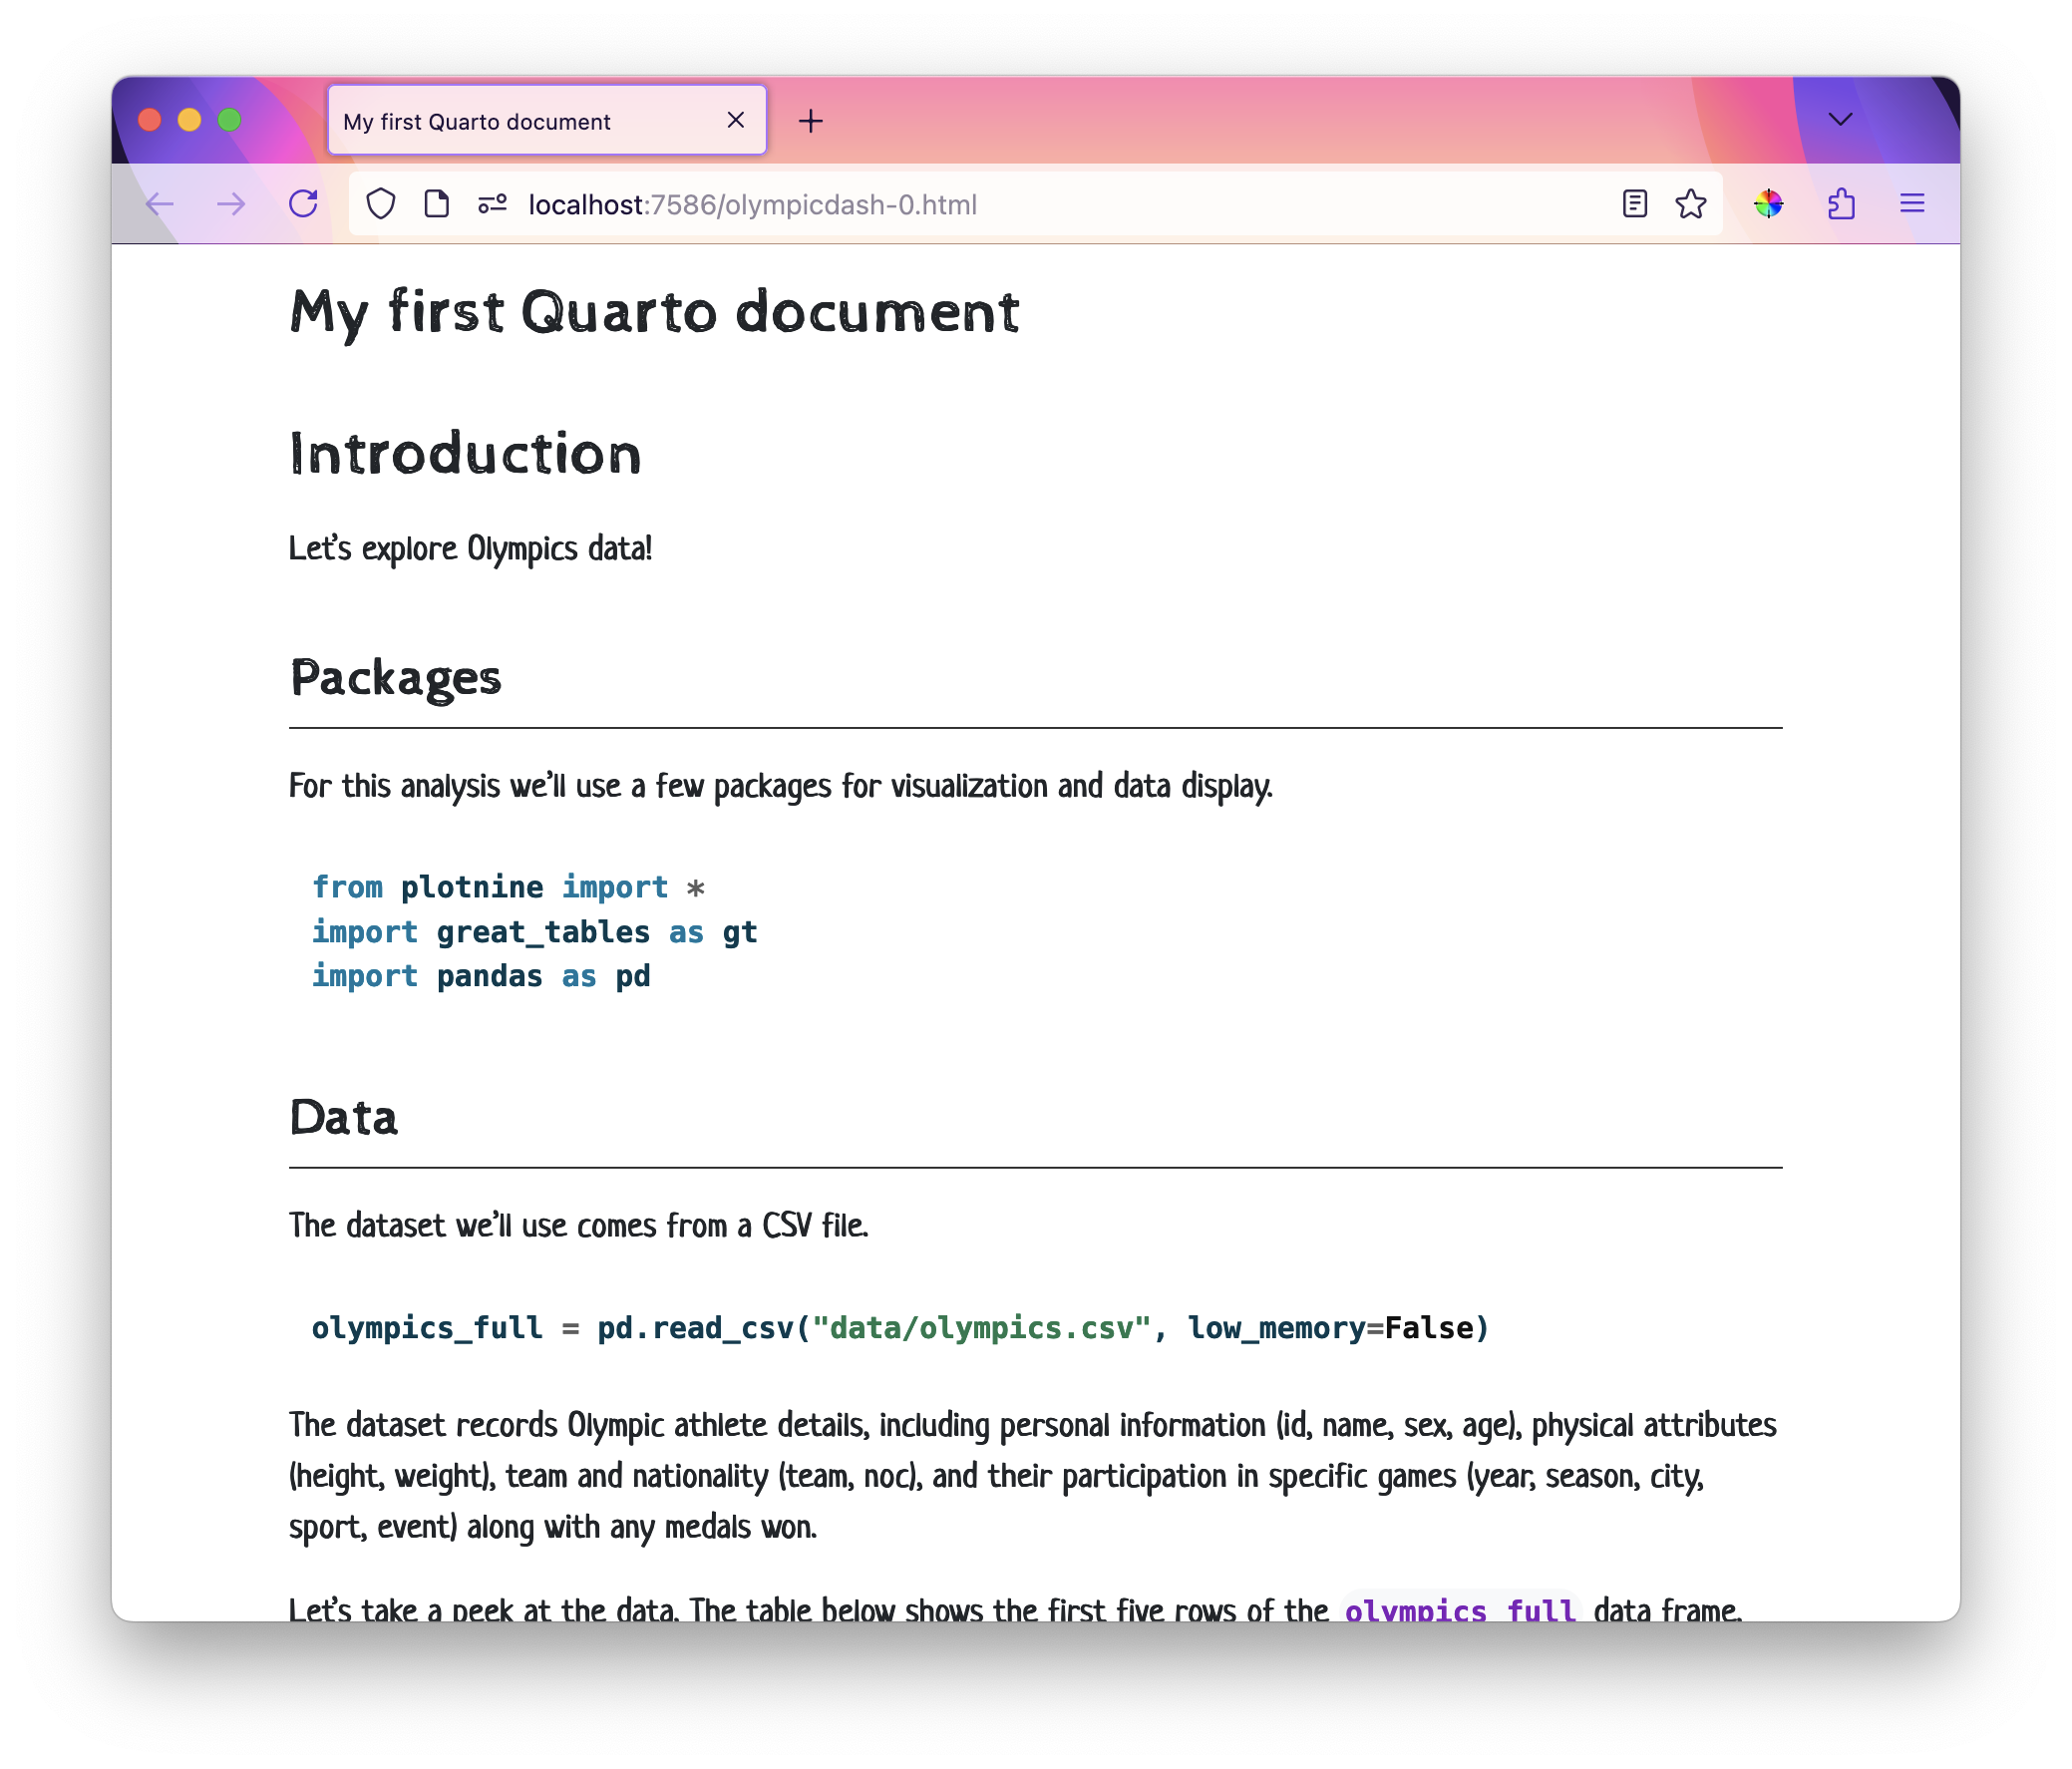 My first Quarto document
localhost:7586/olympicdash-0.html
My first Quarto document
Introduction
Let’s explore Olympics data!
Packages
For this analysis we’ll use a few packages for visualization and data display.
from plotnine import *
import great_tables as gt
import pandas as pd
Data
The dataset we’ll use comes from a CSV file.
olympics_full = pd.read_csv("data/olympics.csv", low_memory=False)
The dataset records Olympic athlete details, including personal information (id, name, sex, age), physical attributes
(height, weight), team and nationality (team, noc), and their participation in specific games (year, season, city,
sport, event) along with any medals won.
Let’s take a peek at the data. The table below shows the first five rows of the olympics_full data frame.